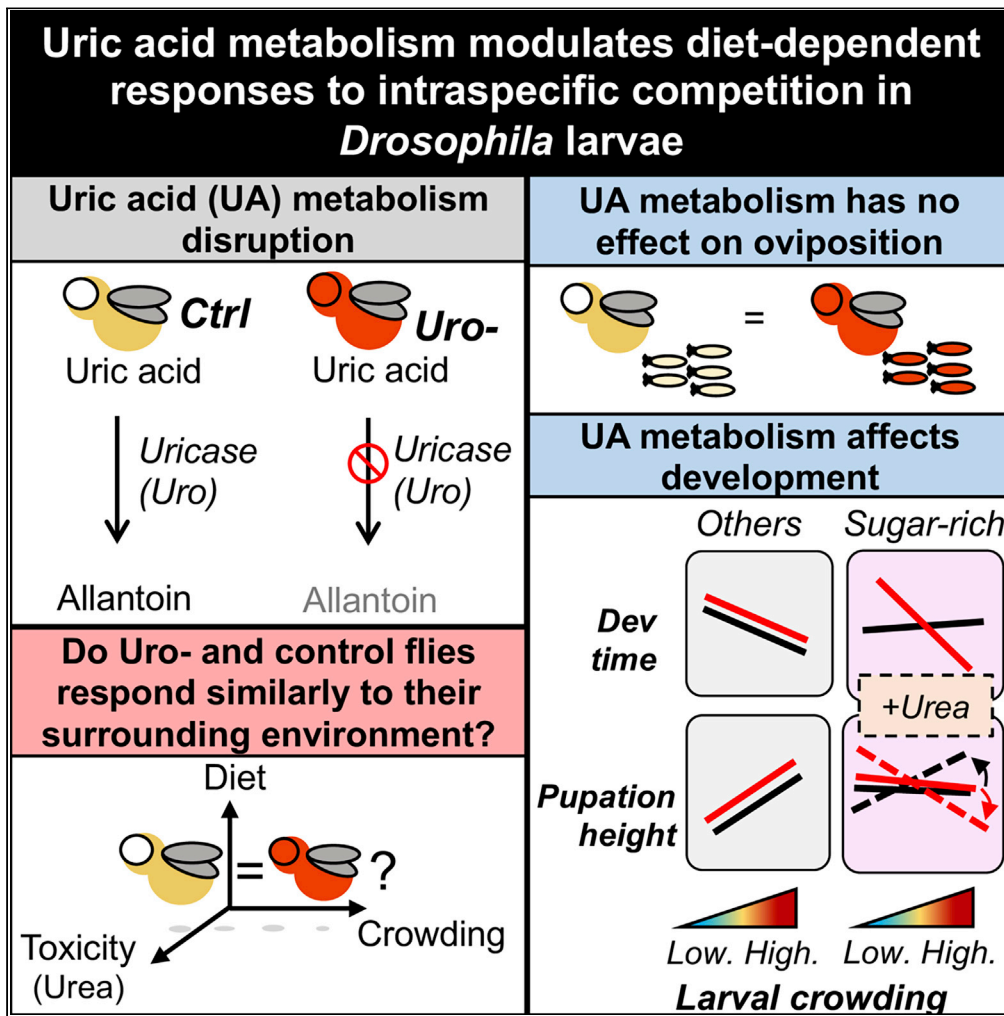 Uric acid metabolism modulates diet-dependent
responses to intraspecific competition in
Drosophila larvae
Uric acid (UA) metabolism
disruption
Ctrl
Uro-
Uric acid
Uric acid
Uricase
(Uro)
Uricase
(Uro)
Allantoin
Allantoin
Do Uro- and control flies
respond similarly to their
surrounding environment?
Diet
=
?
Toxicity
(Urea)
Crowding
UA metabolism has no
effect on oviposition
=
UA metabolism affects
development
Others
Sugar-rich
Dev
time
+Urea
Pupation
height
Low. High.
Low. High.
Larval crowding